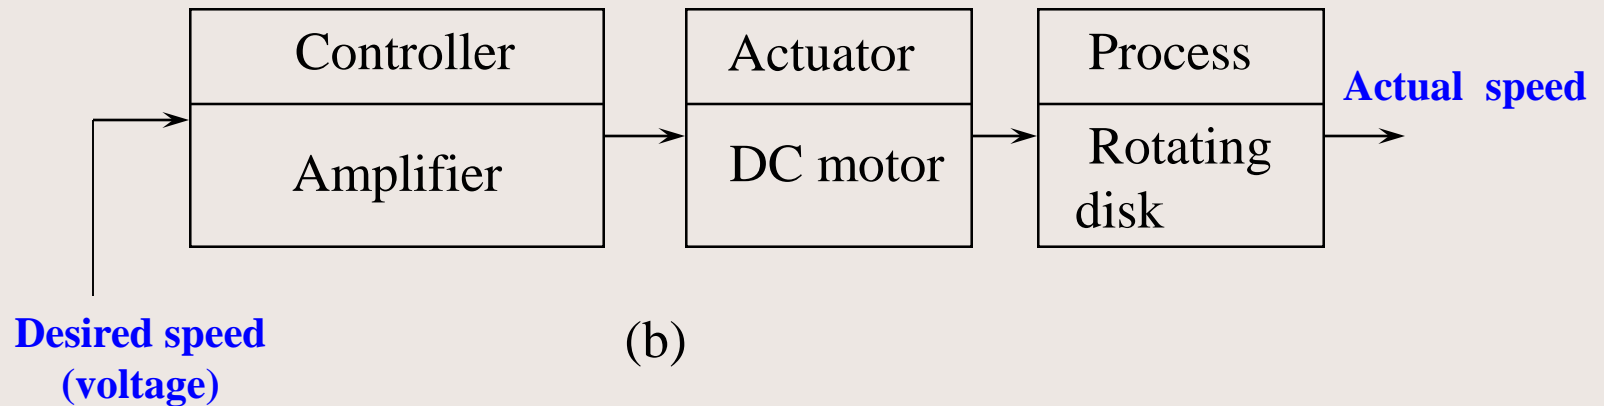 Controller
Amplifier
Actuator
DC motor
Process
Rotating
disk
Actual speed
Desired speed
(voltage)
(b)